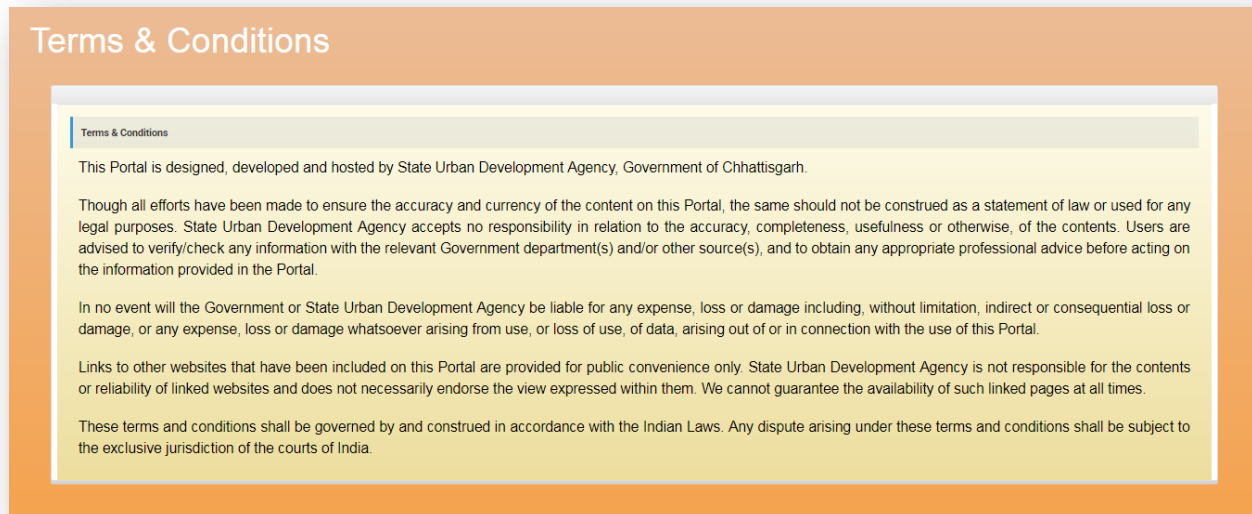 Terms & Conditions
Terms & Conditions
This Portal is designed, developed and hosted by State Urban Development Agency, Government of Chhattisgarh.
Though all efforts have been made to ensure the accuracy and currency of the content on this Portal, the same should not be construed as a statement of law or used for any
legal purposes. State Urban Development Agency accepts no responsibility in relation to the accuracy, completeness, usefulness or otherwise, of the contents. Users are
advised to verify/check any information with the relevant Government department(s) and/or other source(s), and to obtain any appropriate professional advice before acting on
the information provided in the Portal.
In no event will the Government or State Urban Development Agency be liable for any expense, loss or damage including, without limitation, indirect or consequential loss or
damage, or any expense, loss or damage whatsoever arising from use, or loss of use, of data, arising out of or in connection with the use of this Portal.
Links to other websites that have been included on this Portal are provided for public convenience only. State Urban Development Agency is not responsible for the contents
or reliability of linked websites and does not necessarily endorse the view expressed within them. We cannot guarantee the availability of such linked pages at all times.
These terms and conditions shall be governed by and construed in accordance with the Indian Laws. Any dispute arising under these terms and conditions shall be subject to
the exclusive jurisdiction of the courts of India.